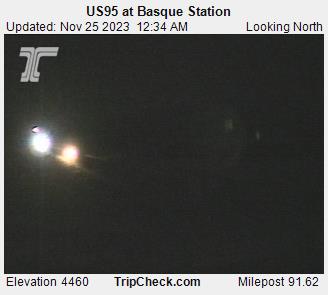 US95 at Basque Station
Updated: Nov 25 2023 12:34 AM Looking North
Elevation 4460 TripCheck.com Milepost 91.62